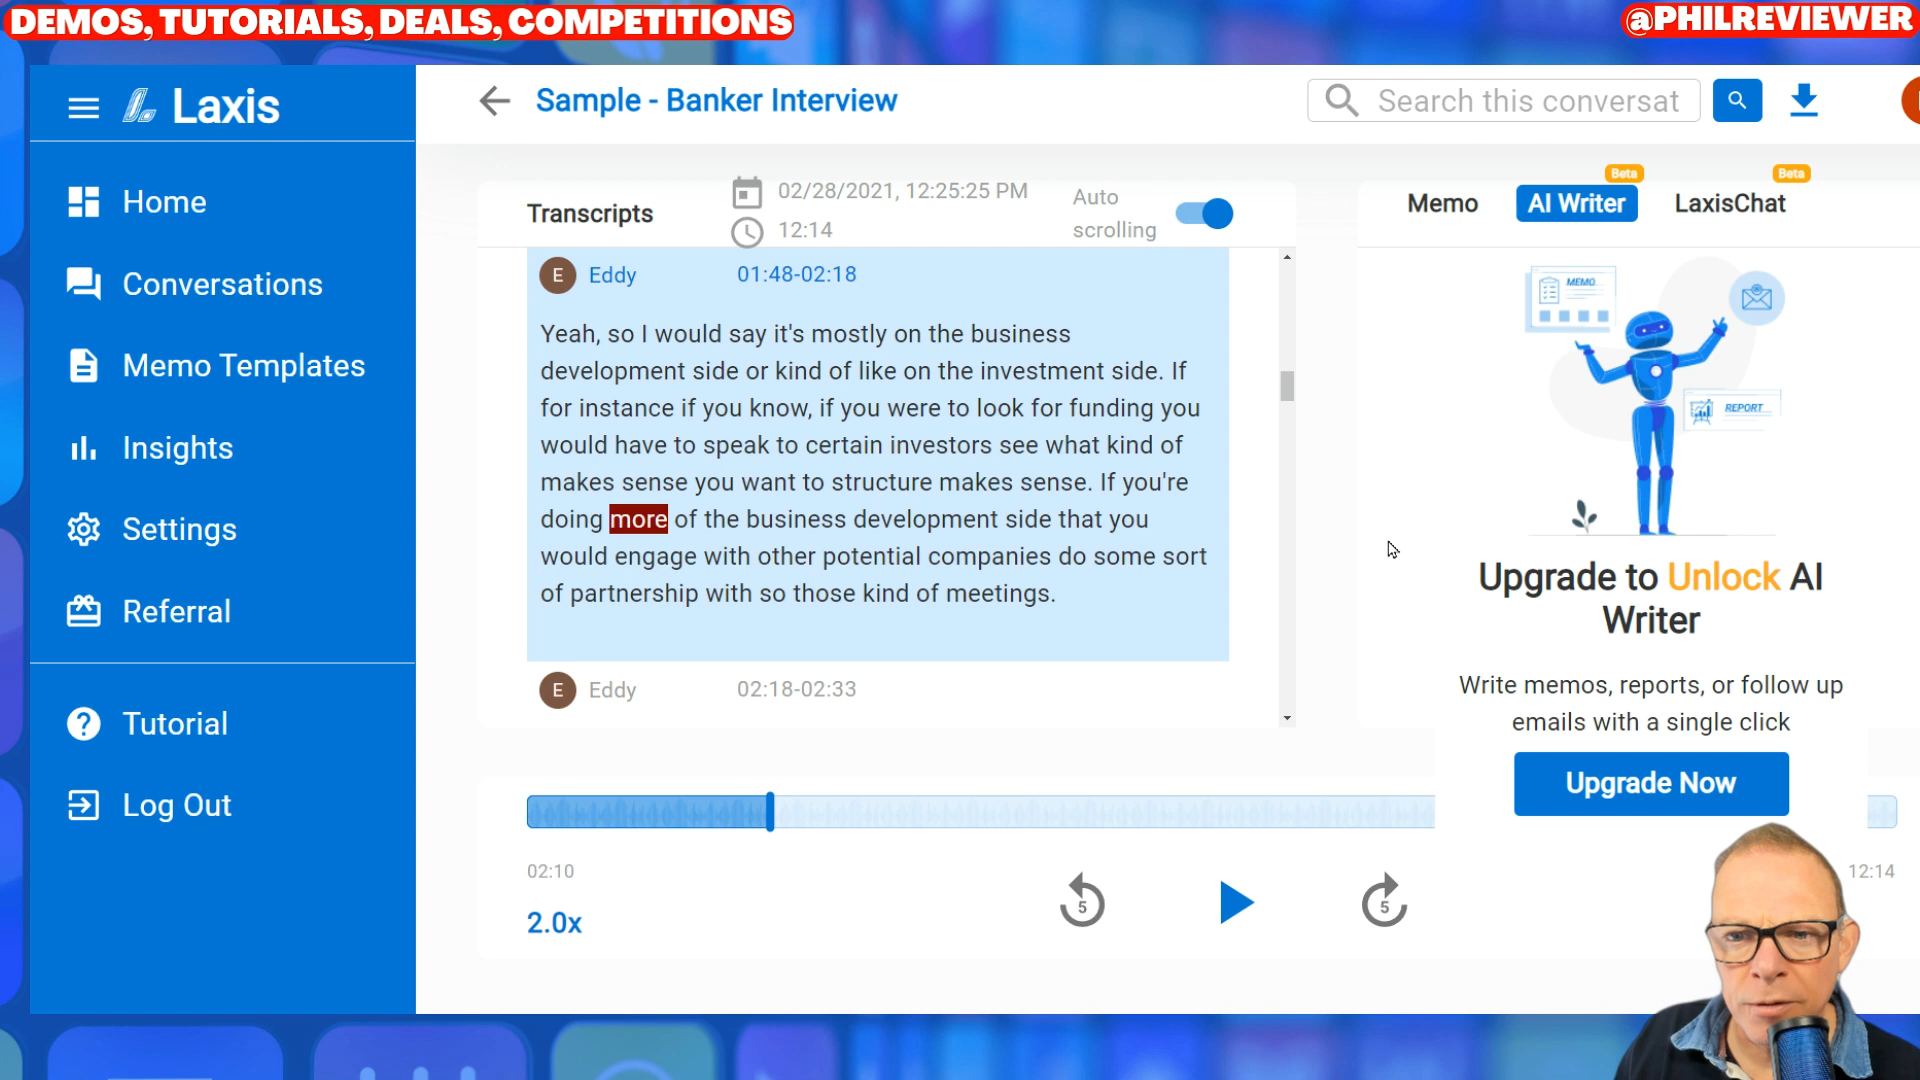 DEMOS, TUTORIALS, DEALS, COMPETITIONS
@PHILREVIEWER
Laxis
Home
Conversations
Memo Templates
Insights
Settings
Referral
Tutorial
Log Out
Sample - Banker Interview
Search this conversat
Transcripts
02/28/2021, 12:25:25 PM
12:14
Auto
scrolling
E Eddy 01:48-02:18
Yeah, so I would say it's mostly on the business
development side or kind of like on the investment side. If
for instance if you know, if you were to look for funding you
would have to speak to certain investors see what kind of
makes sense you want to structure makes sense. If you're
doing more of the business development side that you
would engage with other potential companies do some sort
of partnership with so those kind of meetings.
E Eddy 02:18-02:33
02:10
12:14
2.0x
5
5
Beta
Beta
Memo
AI Writer
LaxisChat
MEMO
REPORT
Upgrade to Unlock AI
Writer
Write memos, reports, or follow up
emails with a single click
Upgrade Now